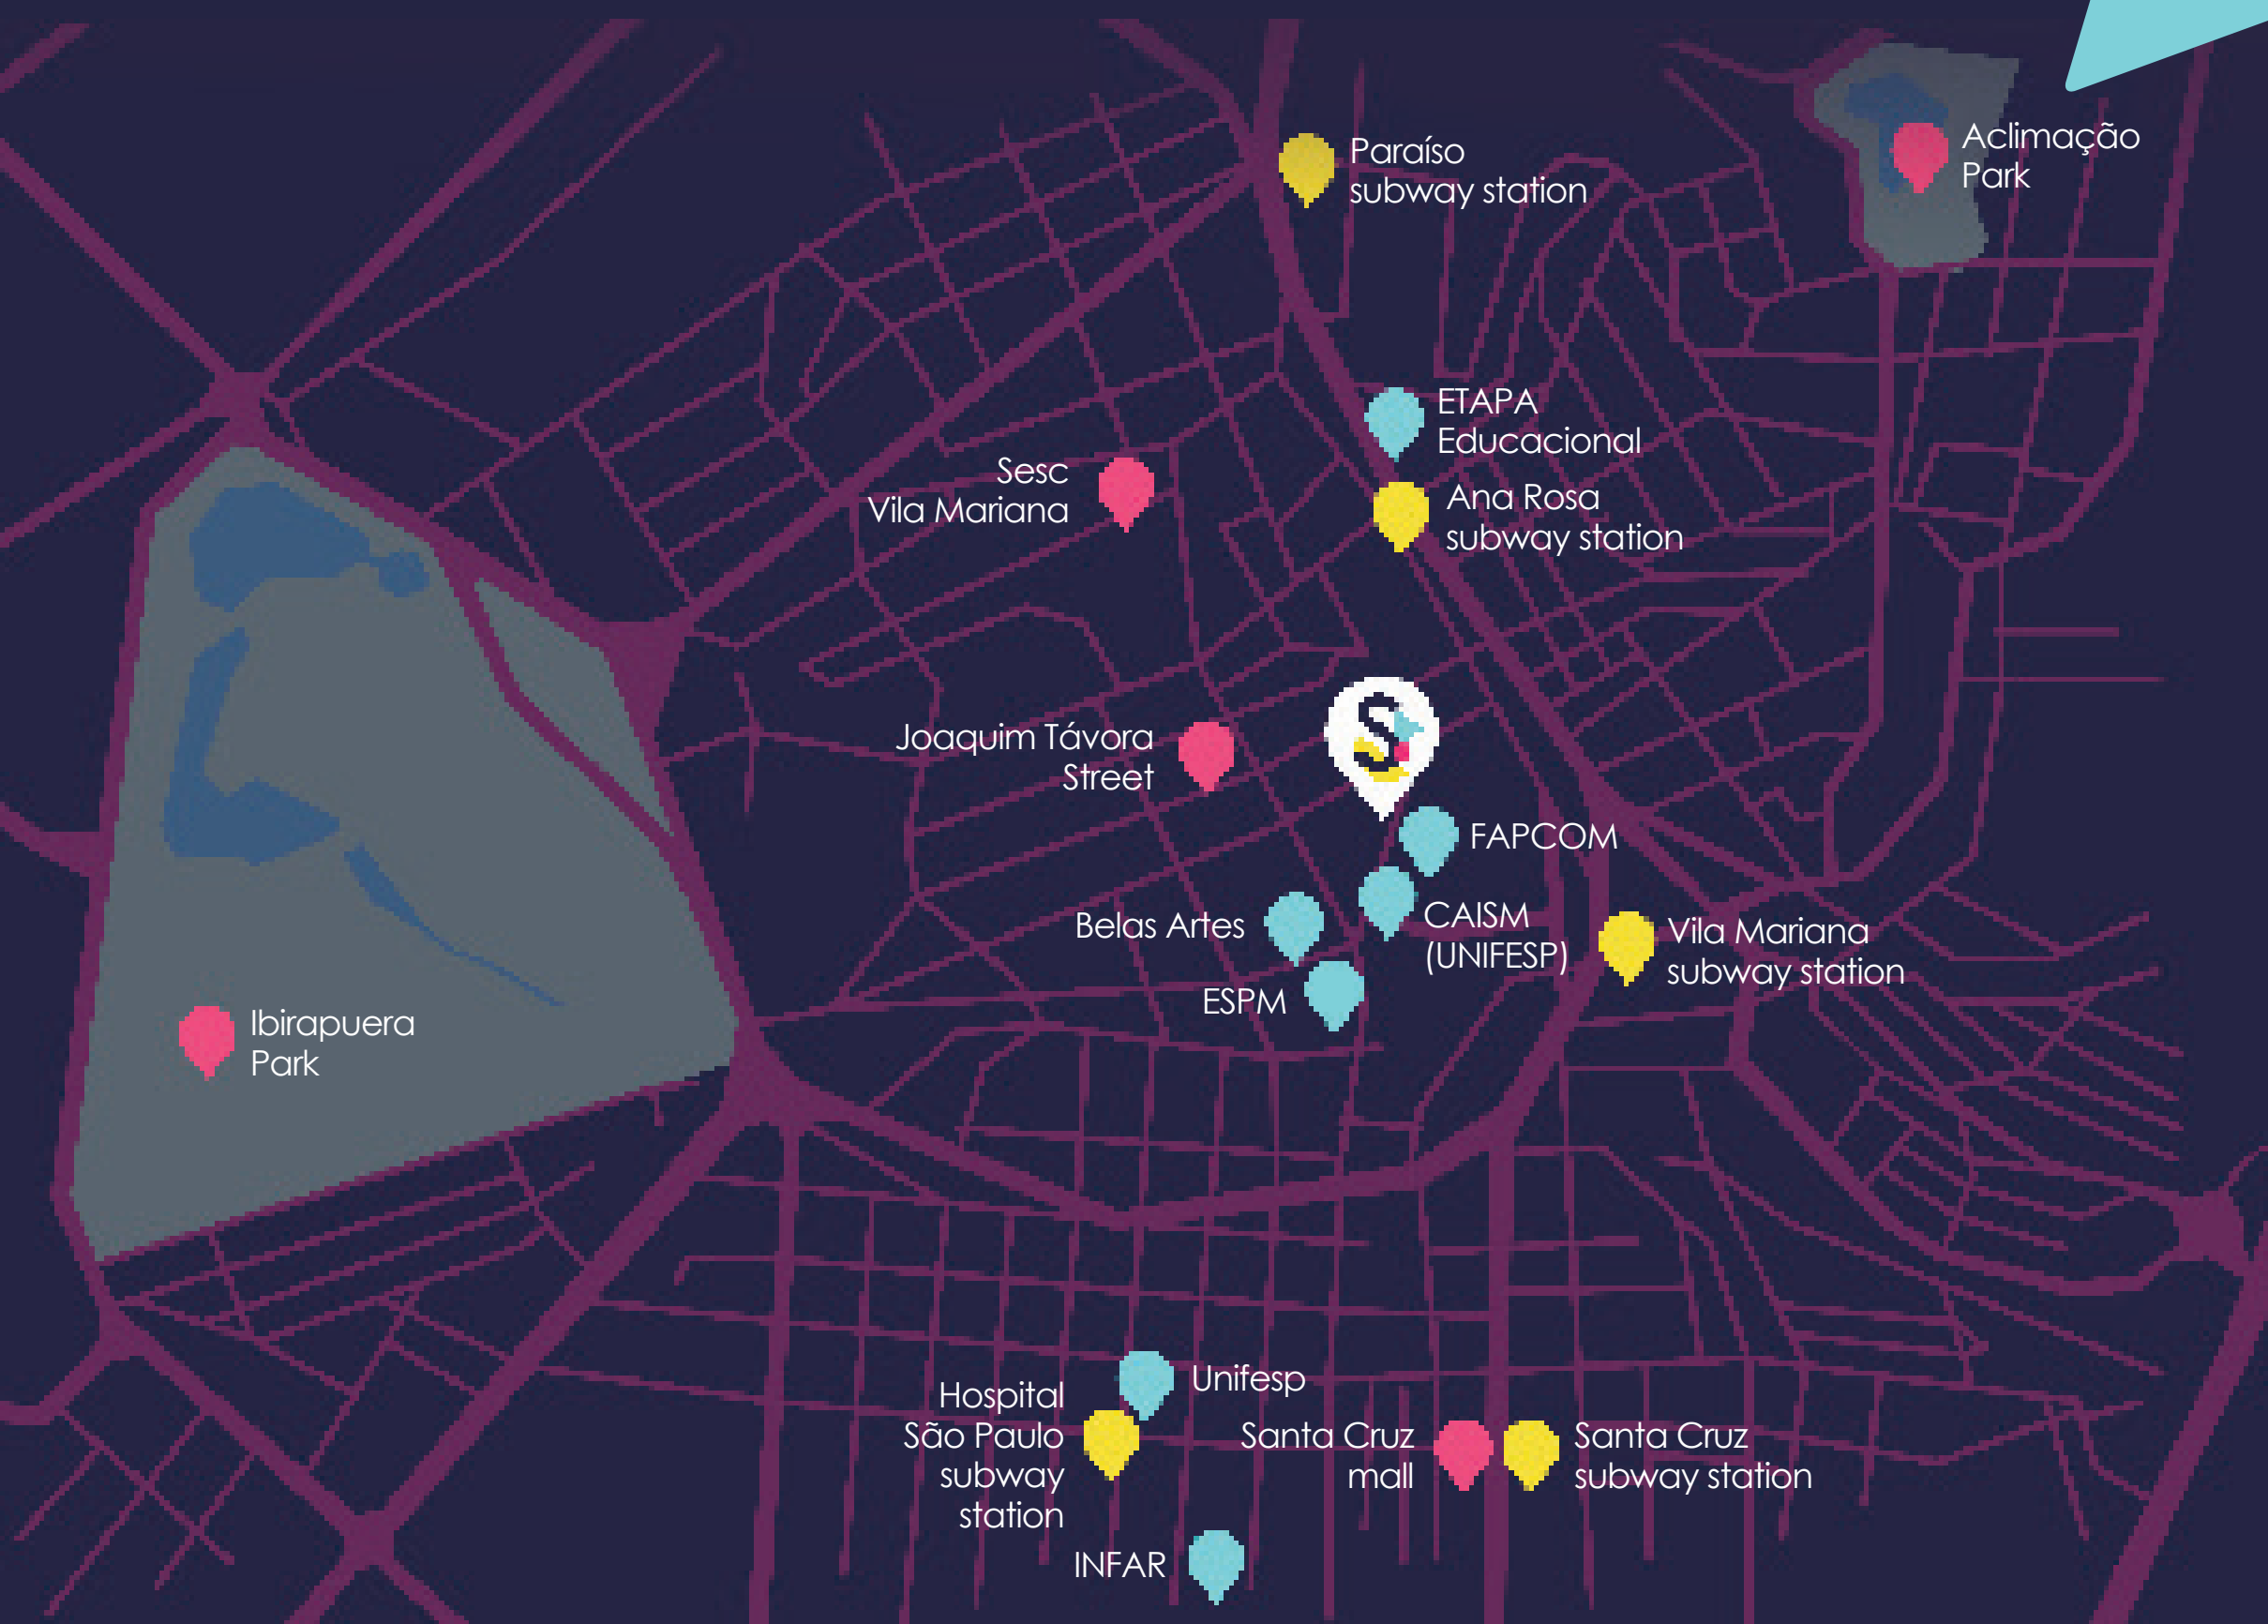 Paraíso
subway station
Aclimação
Park
ETAPA
Educacional
Sesc
Vila Mariana
Ana Rosa
subway station
S
Joaquim Távora
Street
FAPCOM
Belas Artes
CAISM
(UNIFESP)
Vila Mariana
subway station
ESPM
Ibirapuera
Park
Unifesp
Hospital
São Paulo
subway
station
Santa Cruz
mall
Santa Cruz
subway station
INFAR